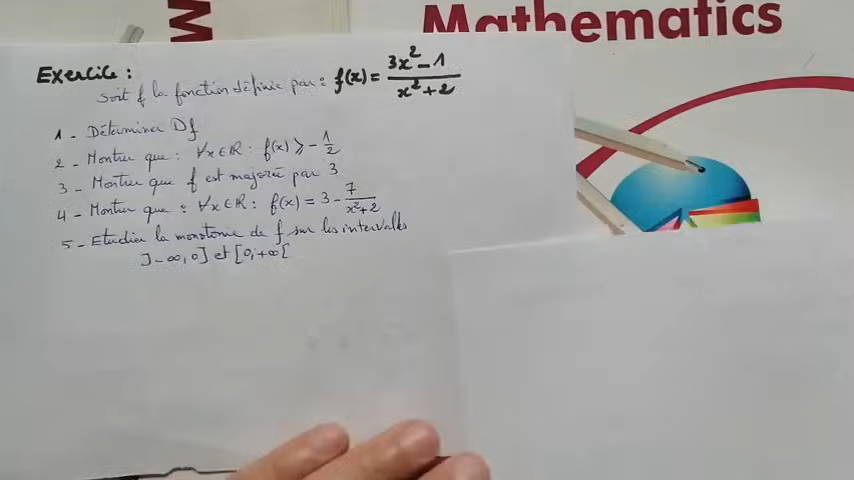 Mathematics
Exercice :
Soit f la fonction définie par : f(x) = (3x² - 1)/(x² + 2)
1 - Déterminer Df
2 - Montrer que : ∀x∈ℝ : f(x) ⩾ -1/2
3 - Montrer que f est majorée par 3
4 - Montrer que : ∀x∈ℝ : f(x) = 3 - 7/(x²+2)
5 - Etudier la monotonie de f sur les intervalles
]-∞,0] et [0,+∞[